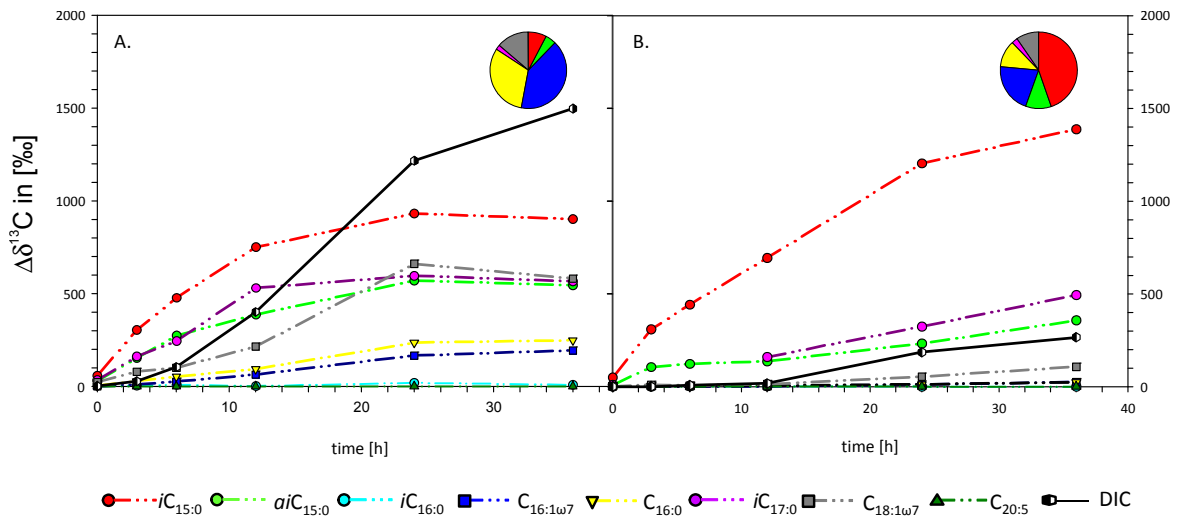 A.
B.
2000
1500
1000
500
0
Δδ¹³C in [‰]
2000
1500
1000
500
0
0 10 20 30
0 10 20 30 40
time [h]
time [h]
iC₁₅:₀ aiC₁₅:₀ iC₁₆:₀ C₁₆:₁ω₇ C₁₆:₀ iC₁₇:₀ C₁₈:₁ω₇ C₂₀:₅ DIC